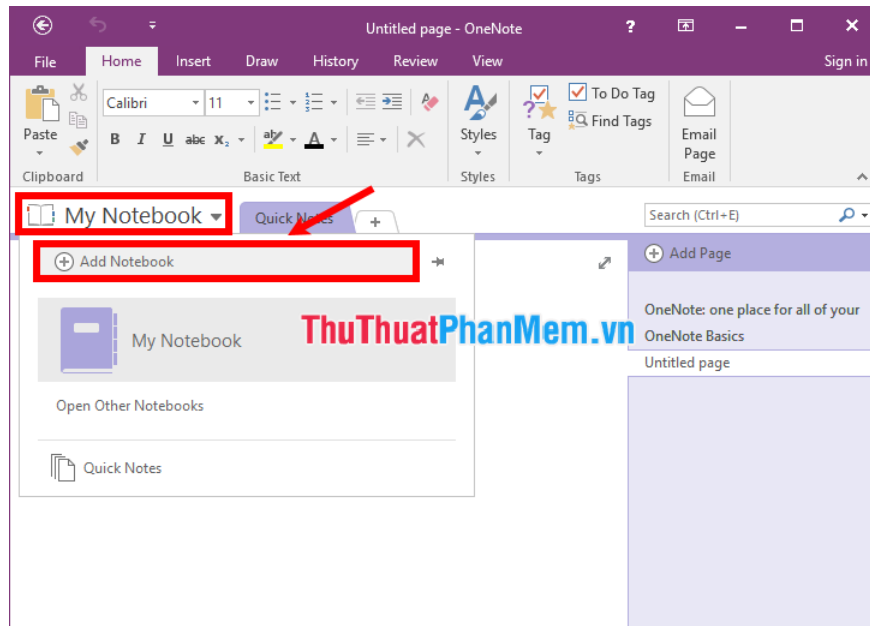 Untitled page - OneNote
?
File Home Insert Draw History Review View Sign in
Calibri 11
To Do Tag
Find Tags
Paste
B I U abc X₂ aby A
Styles Tag Email Page
Clipboard Basic Text Styles Tags Email
My Notebook Quick Notes + Search (Ctrl+E)
Add Notebook
Add Page
My Notebook
ThuThuatPhanMem.vn
OneNote: one place for all of your
OneNote Basics
Untitled page
Open Other Notebooks
Quick Notes